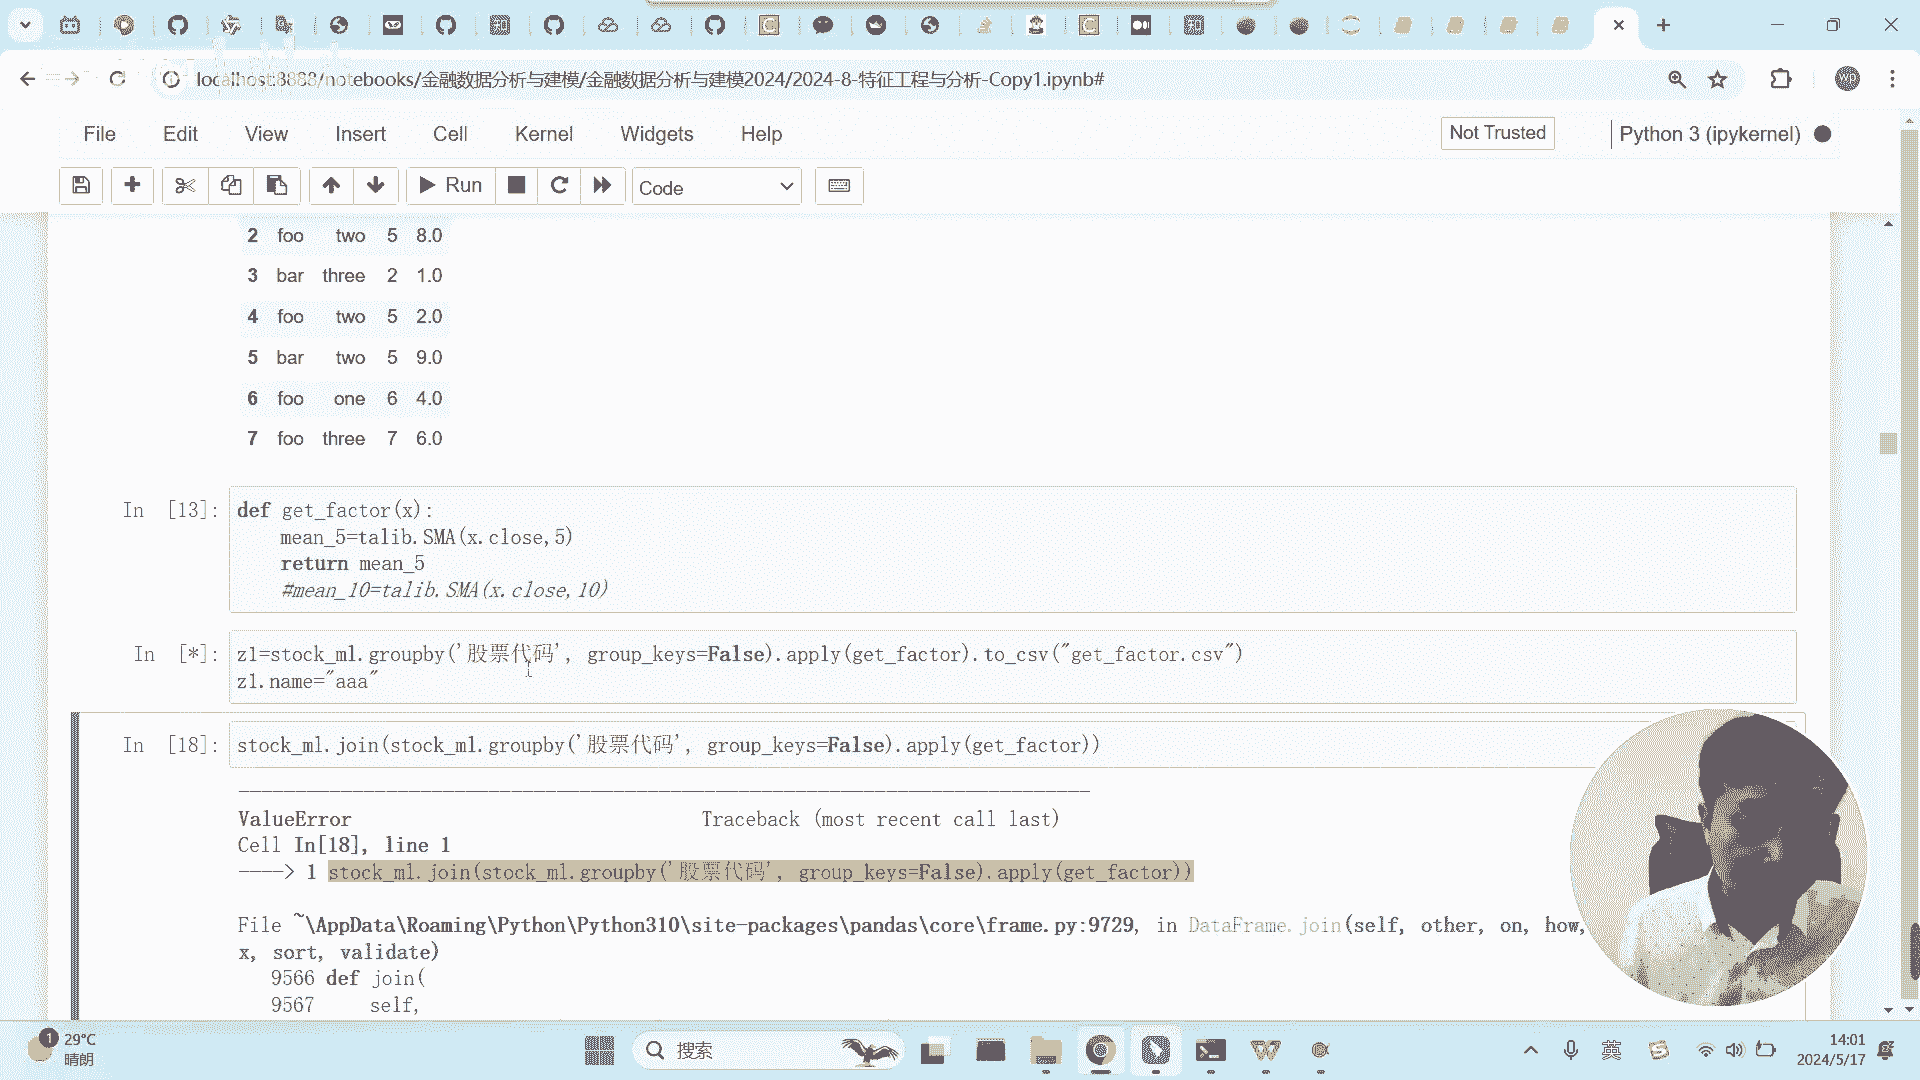 localhost:8888/notebooks/金融数据分析与建模/金融数据分析与建模2024/2024-8-特征工程与分析-Copy1.ipynb#
wp
File Edit View Insert Cell Kernel Widgets Help
Not Trusted
Python 3 (ipykernel)
Run
Code
2 foo two 5 8.0
3 bar three 2 1.0
4 foo two 5 2.0
5 bar two 5 9.0
6 foo one 6 4.0
7 foo three 7 6.0
In [13]: def get_factor(x):
mean_5=talib.SMA(x.close,5)
return mean_5
#mean_10=talib.SMA(x.close,10)
In [*]: z1=stock_ml.groupby('股票代码', group_keys=False).apply(get_factor).to_csv("get_factor.csv")
z1.name="aaa"
In [18]: stock_ml.join(stock_ml.groupby('股票代码', group_keys=False).apply(get_factor))
ValueError Traceback (most recent call last)
Cell In[18], line 1
----> 1 stock_ml.join(stock_ml.groupby('股票代码', group_keys=False).apply(get_factor))
File ~\AppData\Roaming\Python\Python310\site-packages\pandas\core\frame.py:9729, in DataFrame.join(self, other, on, how,
x, sort, validate)
9566 def join(
9567 self,
1
29°C
晴朗
搜索
英
14:01
2024/5/17